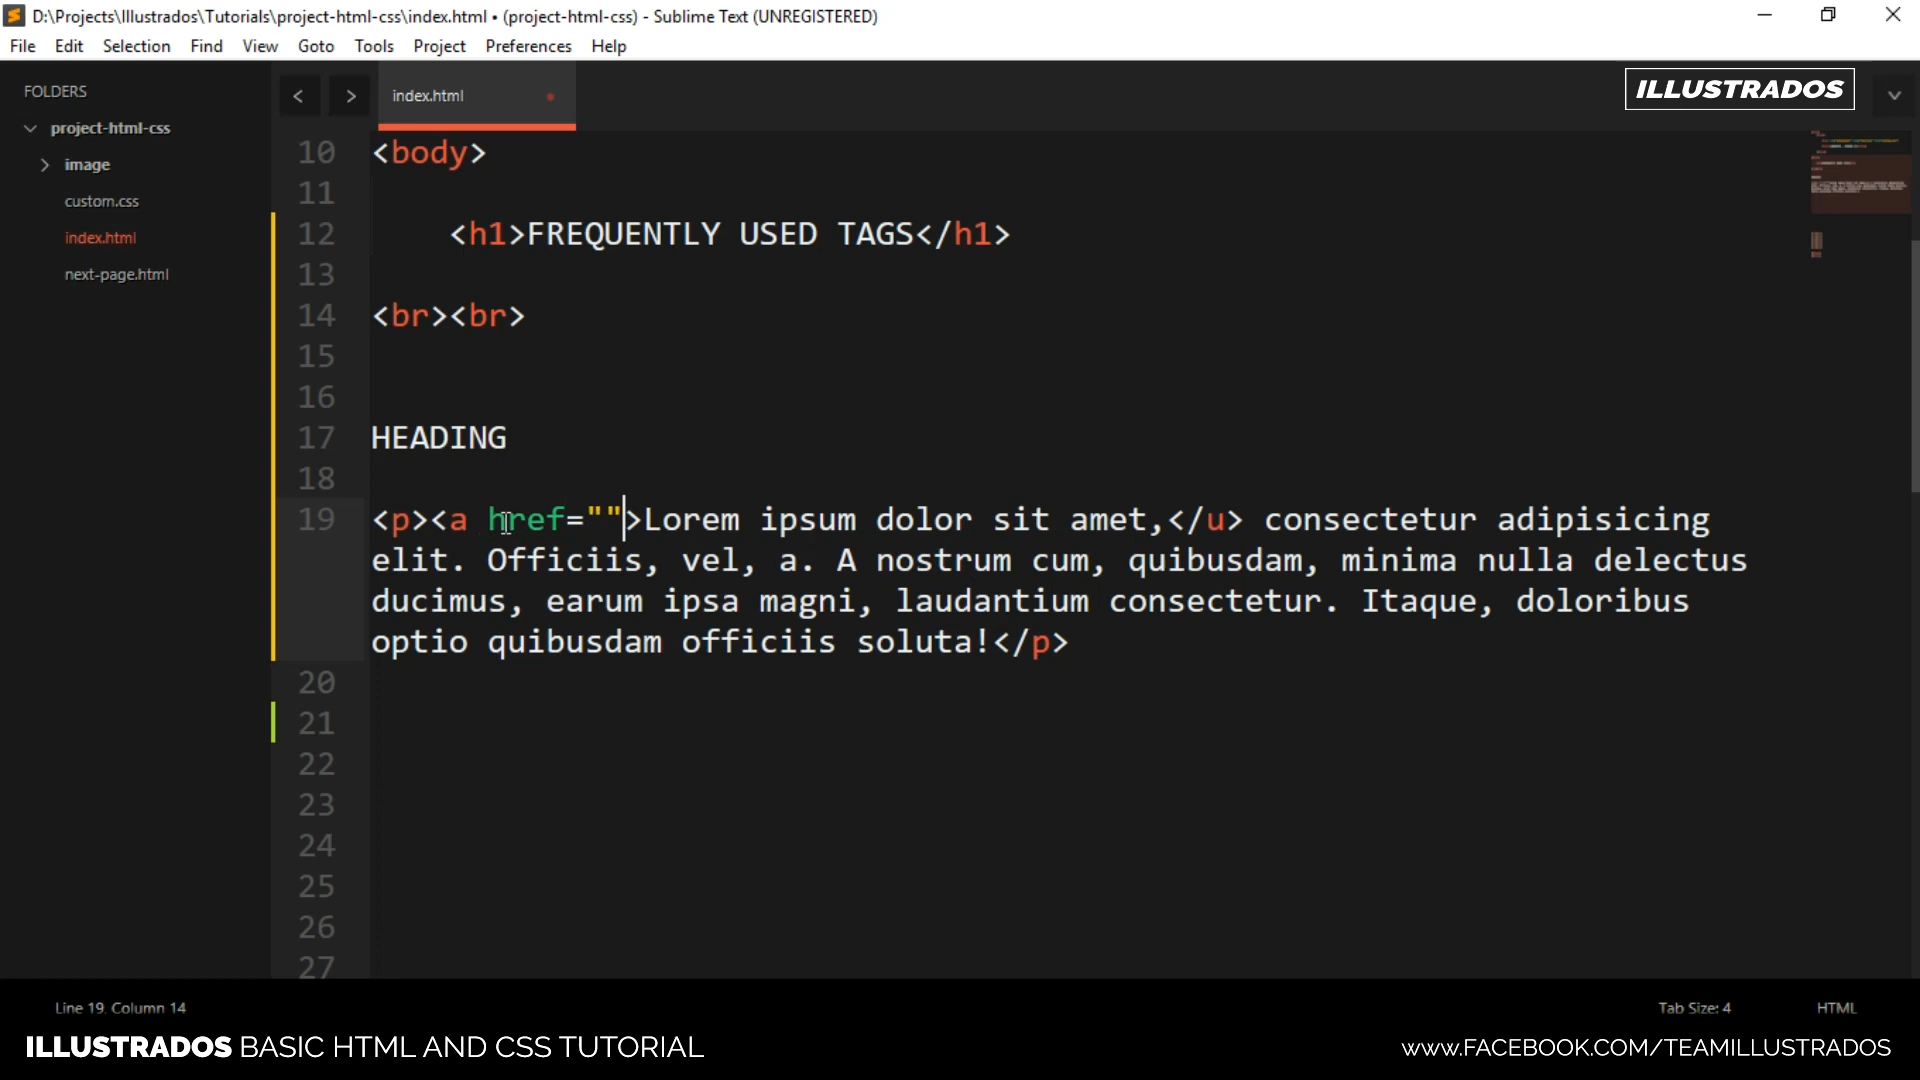 D:\Projects\Illustrados\Tutorials\project-html-css\index.html • (project-html-css) - Sublime Text (UNREGISTERED)
File Edit Selection Find View Goto Tools Project Preferences Help
FOLDERS
project-html-css
image
custom.css
index.html
next-page.html
index.html
ILLUSTRADOS
10 <body>
11
12 <h1>FREQUENTLY USED TAGS</h1>
13
14 <br><br>
15
16
17 HEADING
18
19 <p><a href="">Lorem ipsum dolor sit amet,</u> consectetur adipisicing
elit. Officiis, vel, a. A nostrum cum, quibusdam, minima nulla delectus
ducimus, earum ipsa magni, laudantium consectetur. Itaque, doloribus
optio quibusdam officiis soluta!</p>
20
21
22
23
24
25
26
27
Line 19, Column 14 Tab Size: 4 HTML
ILLUSTRADOS BASIC HTML AND CSS TUTORIAL
WWW.FACEBOOK.COM/TEAMILLUSTRADOS